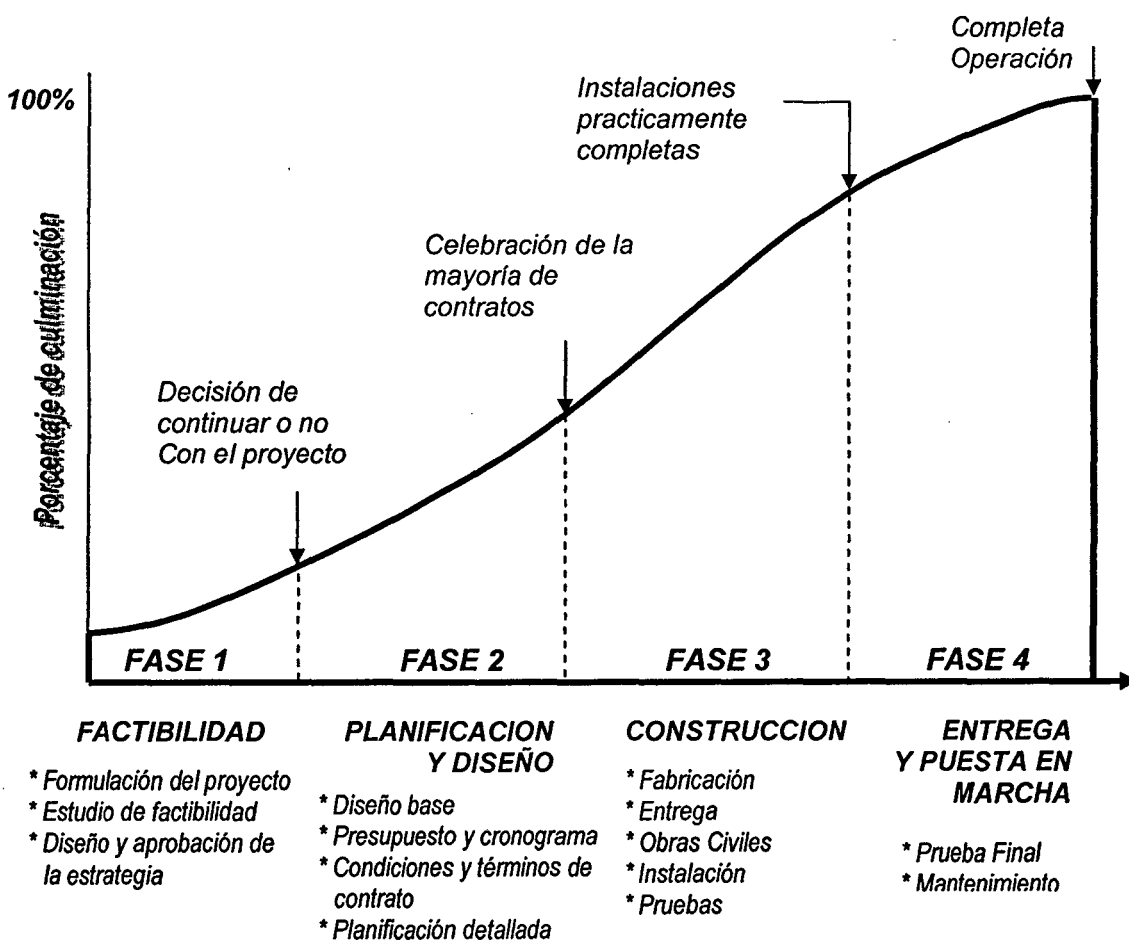 Completa
Operación
100%
Instalaciones
practicamente
completas
Porcentaje de culminación
Celebración de la
mayoría de
contratos
Decisión de
continuar o no
Con el proyecto
FASE 1
FASE 2
FASE 3
FASE 4
FACTIBILIDAD
* Formulación del proyecto
* Estudio de factibilidad
* Diseño y aprobación de
la estrategia
PLANIFICACION
Y DISEÑO
* Diseño base
* Presupuesto y cronograma
* Condiciones y términos de
contrato
* Planificación detallada
CONSTRUCCION
* Fabricación
* Entrega
* Obras Civiles
* Instalación
* Pruebas
ENTREGA
Y PUESTA EN
MARCHA
* Prueba Final
* Mantenimiento